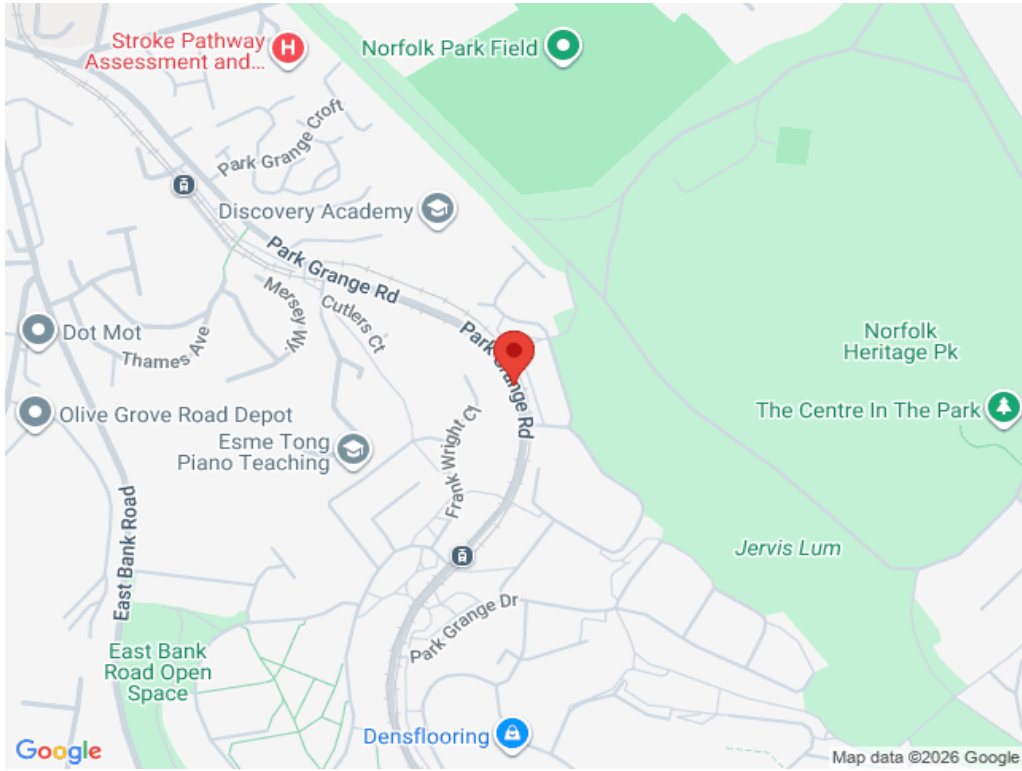 Stroke Pathway
Assessment and...
Norfolk Park Field
Park Grange Croft
Discovery Academy
Park Grange Rd
Mersey Wy.
Cutlers Ct
Park Grange Rd
Dot Mot
Thames Ave
Norfolk
Heritage Pk
Olive Grove Road Depot
The Centre In The Park
Esme Tong
Piano Teaching
Frank Wright Cl
East Bank Road
Jervis Lum
Park Grange Dr
East Bank
Road Open
Space
Densflooring
Google
Map data ©2026 Google